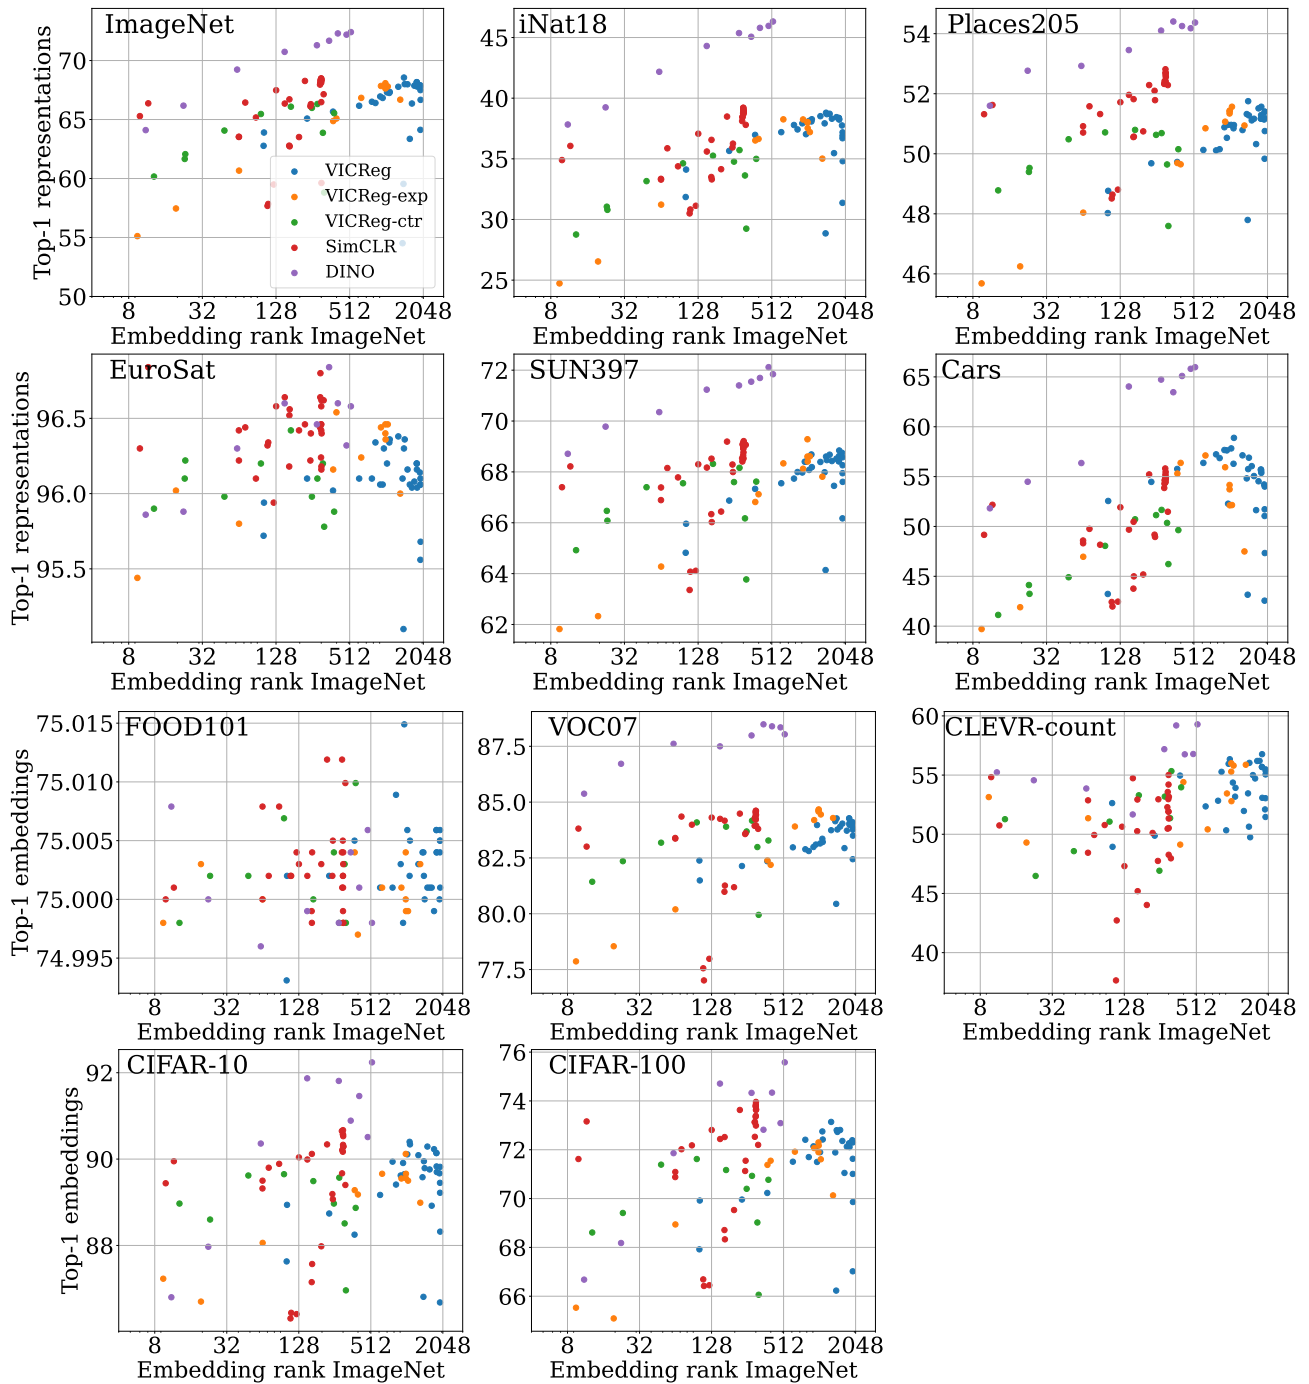 ImageNet
Top-1 representations
70
65
60
55
50
VICReg
VICReg-exp
VICReg-ctr
SimCLR
DINO
8 32 128 512 2048
Embedding rank ImageNet
iNat18
45
40
35
30
25
8 32 128 512 2048
Embedding rank ImageNet
Places205
54
52
50
48
46
8 32 128 512 2048
Embedding rank ImageNet
EuroSat
Top-1 representations
96.5
96.0
95.5
8 32 128 512 2048
Embedding rank ImageNet
SUN397
72
70
68
66
64
62
8 32 128 512 2048
Embedding rank ImageNet
Cars
65
60
55
50
45
40
8 32 128 512 2048
Embedding rank ImageNet
FOOD101
Top-1 embeddings
75.015
75.010
75.005
75.000
74.995
8 32 128 512 2048
Embedding rank ImageNet
VOC07
87.5
85.0
82.5
80.0
77.5
8 32 128 512 2048
Embedding rank ImageNet
CLEVR-count
60
55
50
45
40
8 32 128 512 2048
Embedding rank ImageNet
CIFAR-10
Top-1 embeddings
92
90
88
8 32 128 512 2048
Embedding rank ImageNet
CIFAR-100
76
74
72
70
68
66
8 32 128 512 2048
Embedding rank ImageNet